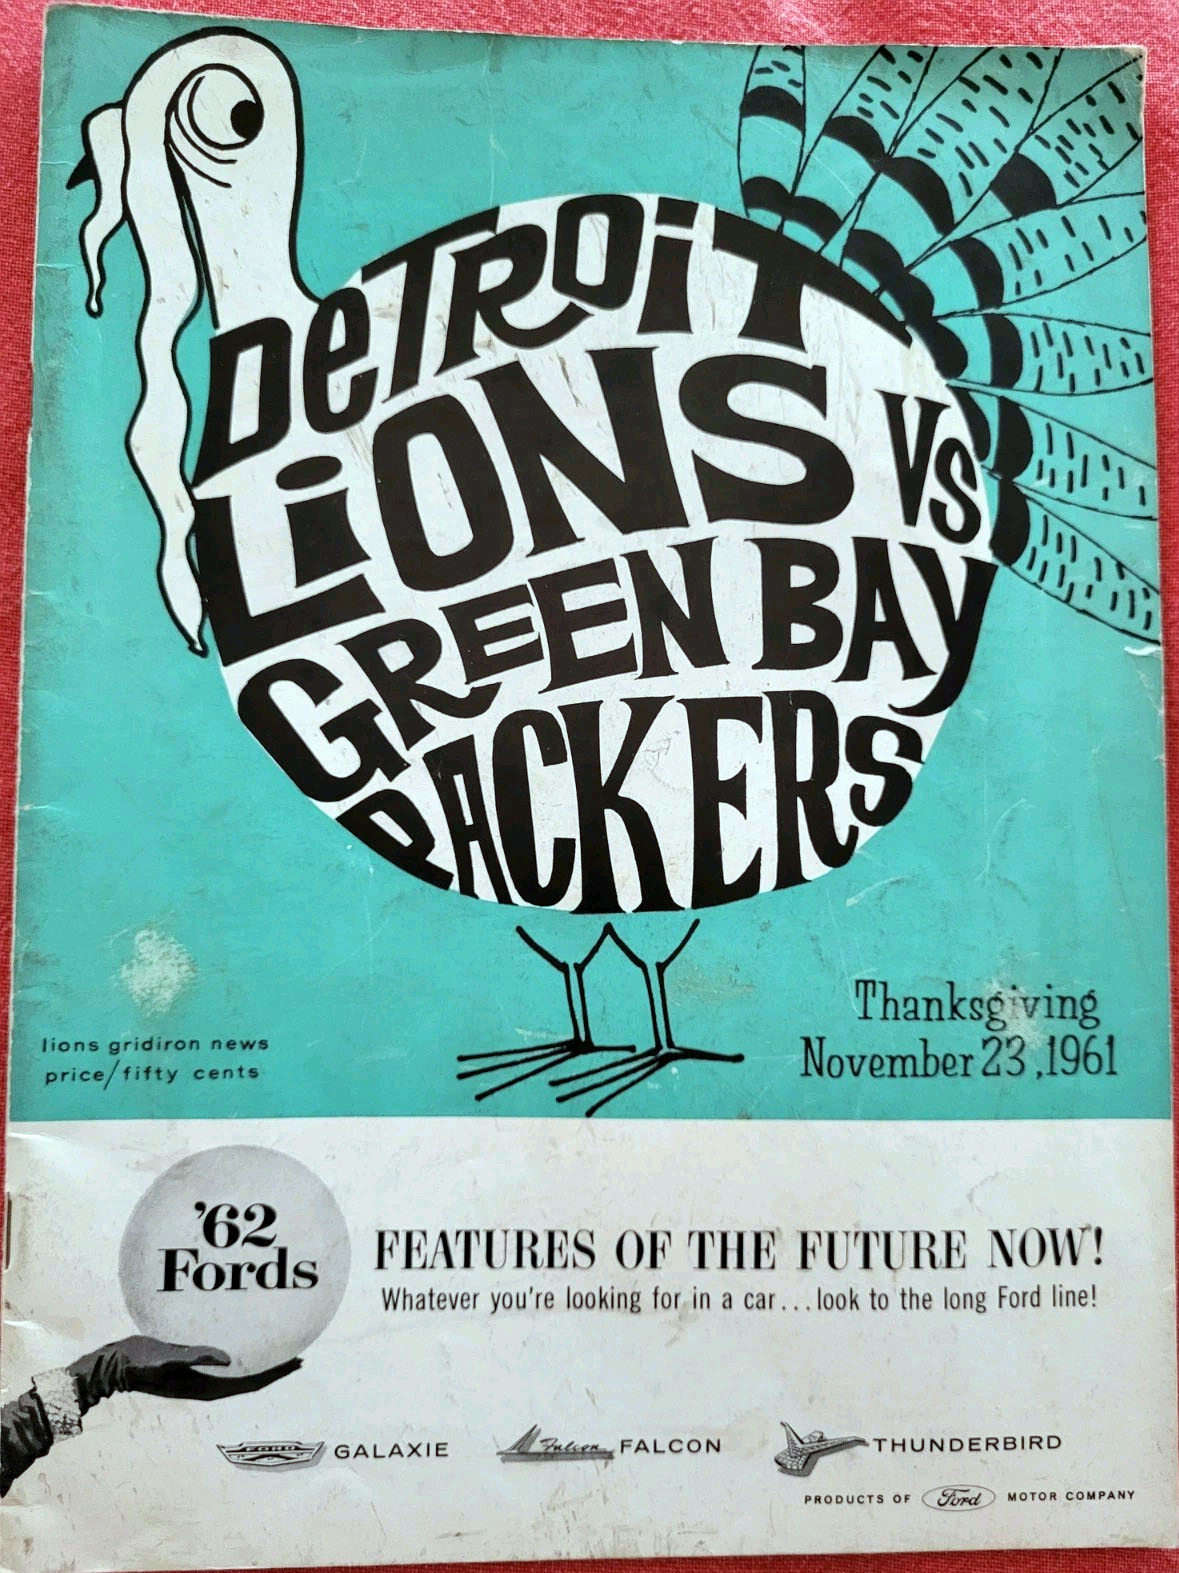 DeTROiT
LiONS VS
GREEN BAY
PACKERS
Thanksgiving
November 23, 1961
lions gridiron news
price/fifty cents
'62
Fords
FEATURES OF THE FUTURE NOW!
Whatever you're looking for in a car...look to the long Ford line!
FORD GALAXIE Falcon FALCON THUNDERBIRD
PRODUCTS OF Ford MOTOR COMPANY